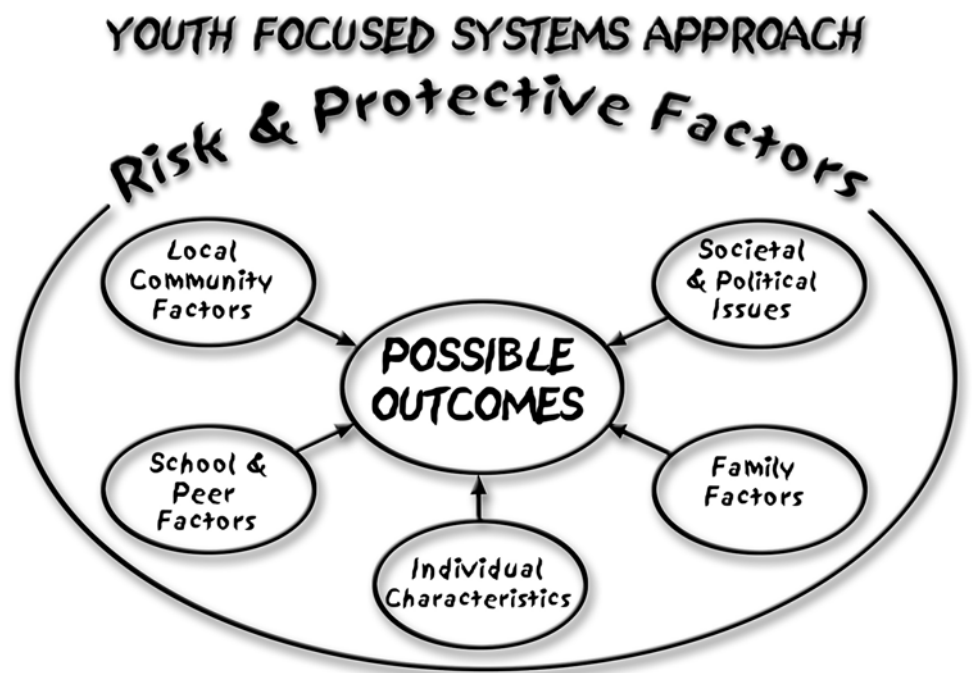 YOUTH FOCUSED SYSTEMS APPROACH
Risk & Protective Factors
Local
Community
Factors
Societal
& Political
Issues
POSSIBLE
OUTCOMES
School &
Peer
Factors
Family
Factors
Individual
Characteristics